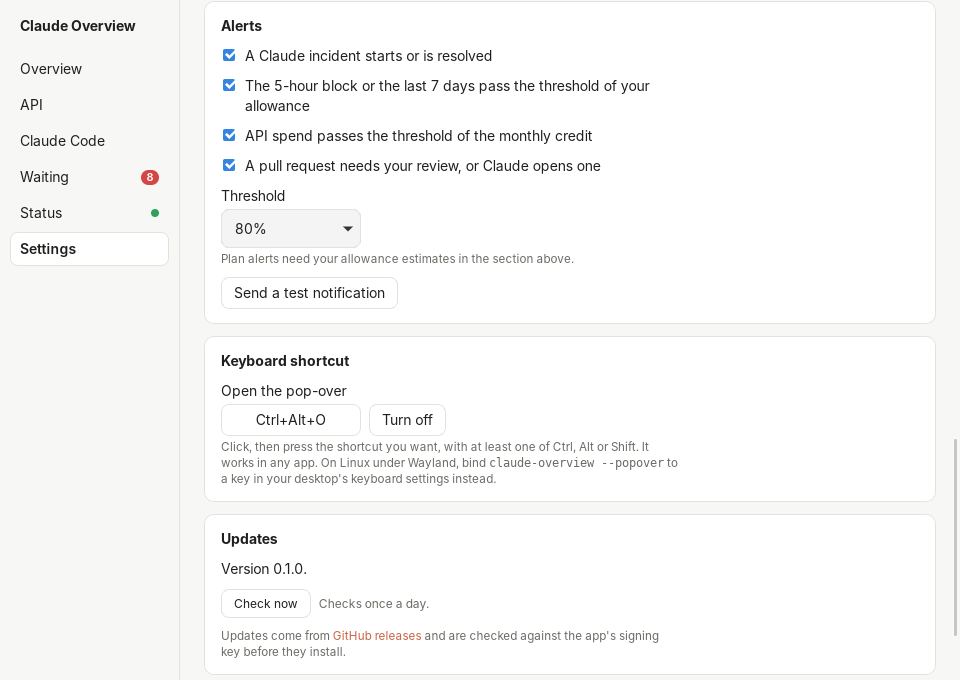 Claude Overview
Overview
API
Claude Code
Waiting
8
Status
Settings
Alerts
A Claude incident starts or is resolved
The 5-hour block or the last 7 days pass the threshold of your
allowance
API spend passes the threshold of the monthly credit
A pull request needs your review, or Claude opens one
Threshold
80%
Plan alerts need your allowance estimates in the section above.
Send a test notification
Keyboard shortcut
Open the pop-over
Ctrl+Alt+O
Turn off
Click, then press the shortcut you want, with at least one of Ctrl, Alt or Shift. It
works in any app. On Linux under Wayland, bind claude-overview --popover to
a key in your desktop's keyboard settings instead.
Updates
Version 0.1.0.
Check now
Checks once a day.
Updates come from GitHub releases and are checked against the app's signing
key before they install.